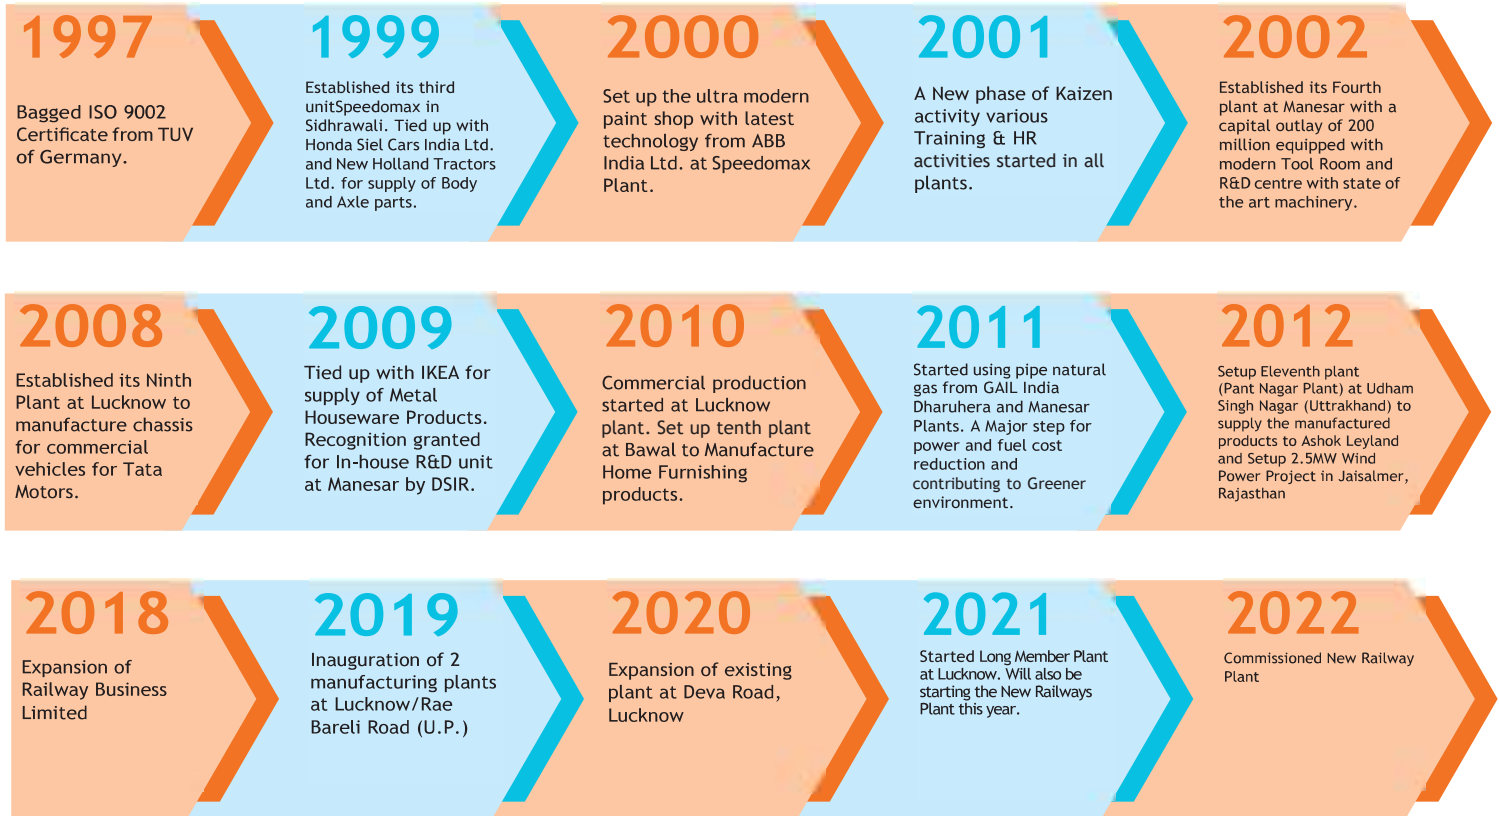 1997
Bagged ISO 9002
Certificate from TUV
of Germany.
1999
Established its third
unitSpeedomax in
Sidhrawali. Tied up with
Honda Siel Cars India Ltd.
and New Holland Tractors
Ltd. for supply of Body
and Axle parts.
2000
Set up the ultra modern
paint shop with latest
technology from ABB
India Ltd. at Speedomax
Plant.
2001
A New phase of Kaizen
activity various
Training & HR
activities started in all
plants.
2002
Established its Fourth
plant at Manesar with a
capital outlay of 200
million equipped with
modern Tool Room and
R&D centre with state of
the art machinery.
2008
Established its Ninth
Plant at Lucknow to
manufacture chassis
for commercial
vehicles for Tata
Motors.
2009
Tied up with IKEA for
supply of Metal
Houseware Products.
Recognition granted
for In-house R&D unit
at Manesar by DSIR.
2010
Commercial production
started at Lucknow
plant. Set up tenth plant
at Bawal to Manufacture
Home Furnishing
products.
2011
Started using pipe natural
gas from GAIL India
Dharuhera and Manesar
Plants. A Major step for
power and fuel cost
reduction and
contributing to Greener
environment.
2012
Setup Eleventh plant
(Pant Nagar Plant) at Udham
Singh Nagar (Uttrakhand) to
supply the manufactured
products to Ashok Leyland
and Setup 2.5MW Wind
Power Project in Jaisalmer,
Rajasthan
2018
Expansion of
Railway Business
Limited
2019
Inauguration of 2
manufacturing plants
at Lucknow/Rae
Bareli Road (U.P.)
2020
Expansion of existing
plant at Deva Road,
Lucknow
2021
Started Long Member Plant
at Lucknow. Will also be
starting the New Railways
Plant this year.
2022
Commissioned New Railway
Plant